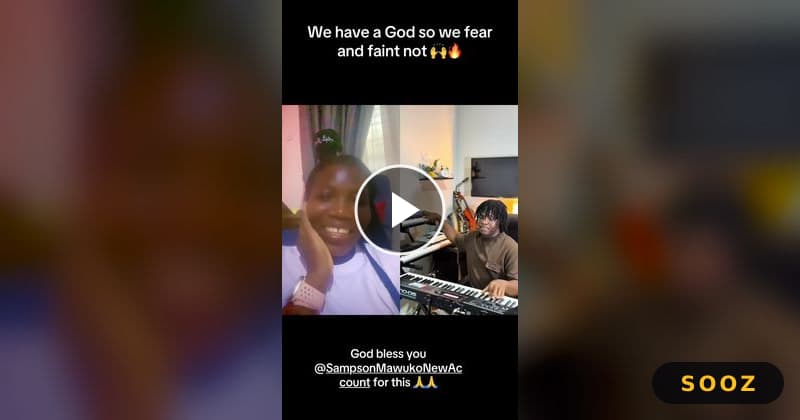 We have a God so we fear
and faint not 🙌🔥
God bless you
@SampsonMawukoNewAc
count for this 🙏🙏
SOOZ